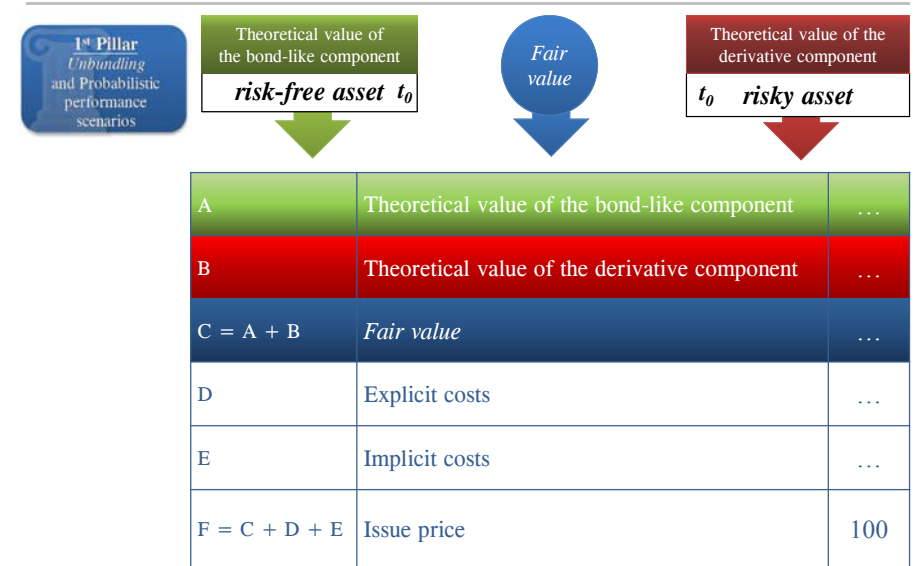 1st Pillar
Unbundling
and Probabilistic
performance
scenarios
Theoretical value of
the bond-like component
risk-free asset t0
Fair
value
Theoretical value of the
derivative component
t0 risky asset
A Theoretical value of the bond-like component ...
B Theoretical value of the derivative component ...
C = A + B Fair value ...
D Explicit costs ...
E Implicit costs ...
F = C + D + E Issue price 100